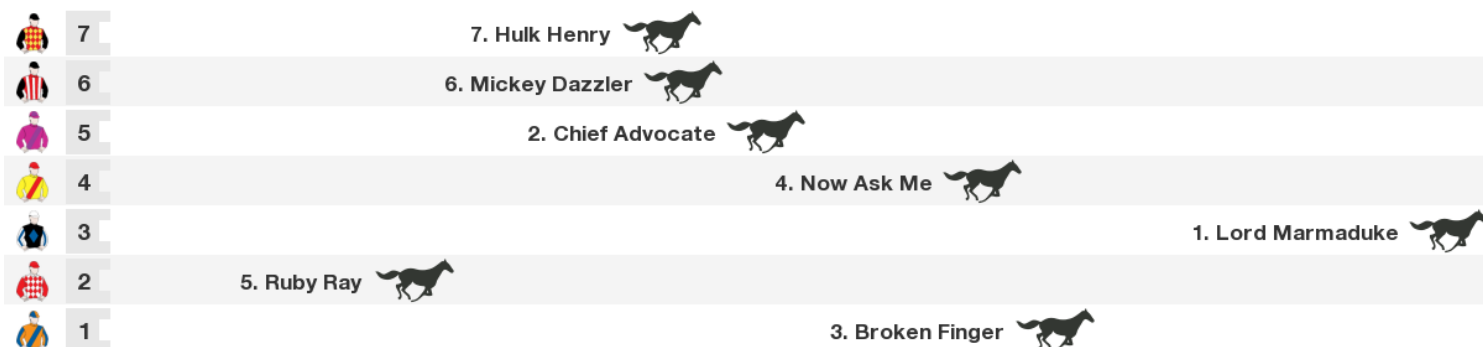 7 7. Hulk Henry
6 6. Mickey Dazzler
5 2. Chief Advocate
4 4. Now Ask Me
3 1. Lord Marmaduke
2 5. Ruby Ray
1 3. Broken Finger